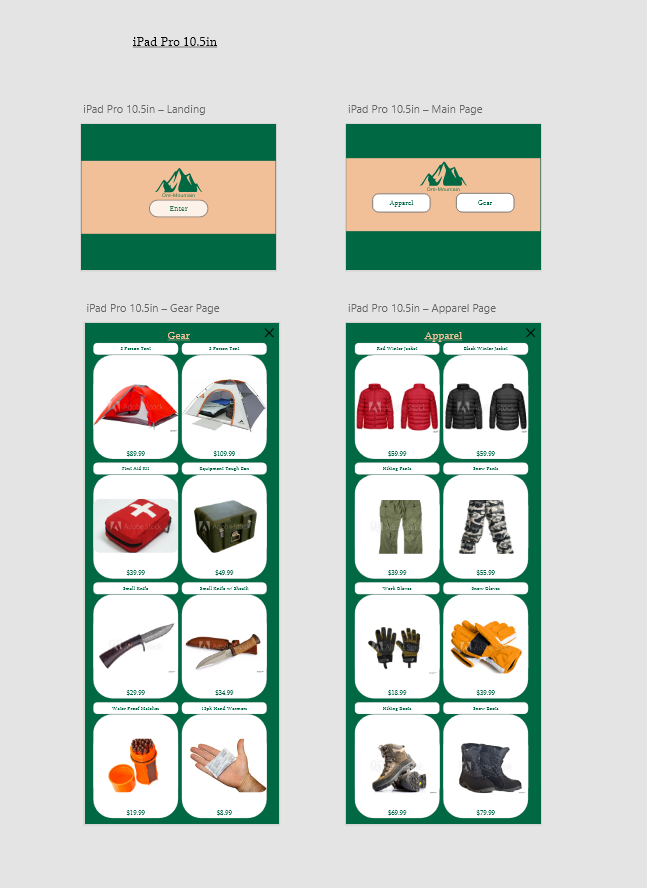 iPad Pro 10.5in
iPad Pro 10.5in – Landing
iPad Pro 10.5in – Main Page
Ore-Mountain
Enter
Ore-Mountain
Apparel
Gear
iPad Pro 10.5in – Gear Page
iPad Pro 10.5in – Apparel Page
Gear
Person Tent
Person Tent
$89.99
$109.99
First Aid Kit
Equipment Tough Box
$39.99
$49.99
Small Knife
Small Knife w/ Sheath
$29.99
$34.99
Water Proof Matches
Hand Warmers
$19.99
$8.99
Apparel
Red Winter Jacket
Black Winter Jacket
$59.99
$59.99
Hiking Pants
Snow Pants
$39.99
$55.99
Work Gloves
Snow Gloves
$18.99
$39.99
Hiking Boots
Snow Boots
$69.99
$79.99